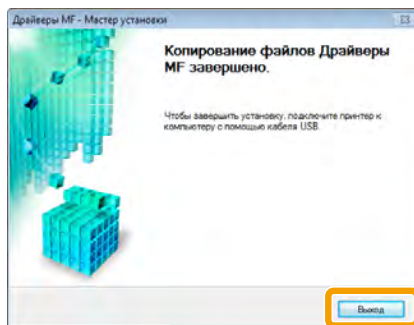 Драйверы MF - Мастер установки
Копирование файлов Драйверы
MF завершено.
Чтобы завершить установку, подключите принтер к
компьютеру с помощью кабеля USB.
Выход